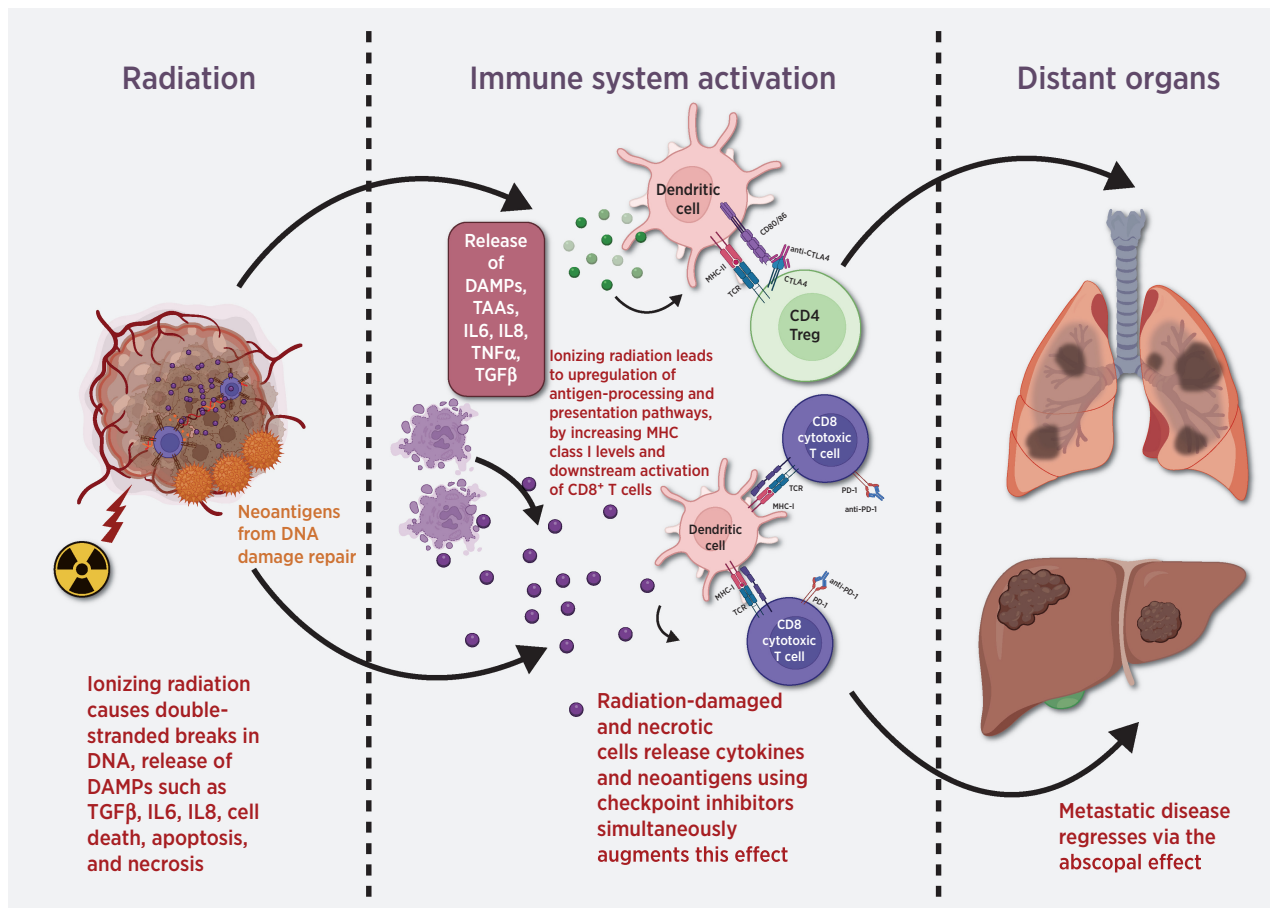 Radiation
Immune system activation
Distant organs
Neoantigens
from DNA
damage repair
Ionizing radiation
causes double-
stranded breaks in
DNA, release of
DAMPs such as
TGFβ, IL6, IL8, cell
death, apoptosis,
and necrosis
Release
of
DAMPs,
TAAs,
IL6, IL8,
TNFα,
TGFβ
Dendritic
cell
CD80/86
anti-CTLA4
MHC-II
TCR
CTLA4
CD4
Treg
Ionizing radiation leads
to upregulation of
antigen-processing and
presentation pathways,
by increasing MHC
class I levels and
downstream activation
of CD8⁺ T cells
CD8
cytotoxic
T cell
TCR
MHC-I
PD-1
anti-PD-1
Dendritic
cell
MHC-I
TCR
anti-PD-1
PD-1
CD8
cytotoxic
T cell
Radiation-damaged
and necrotic
cells release cytokines
and neoantigens using
checkpoint inhibitors
simultaneously
augments this effect
Metastatic disease
regresses via the
abscopal effect